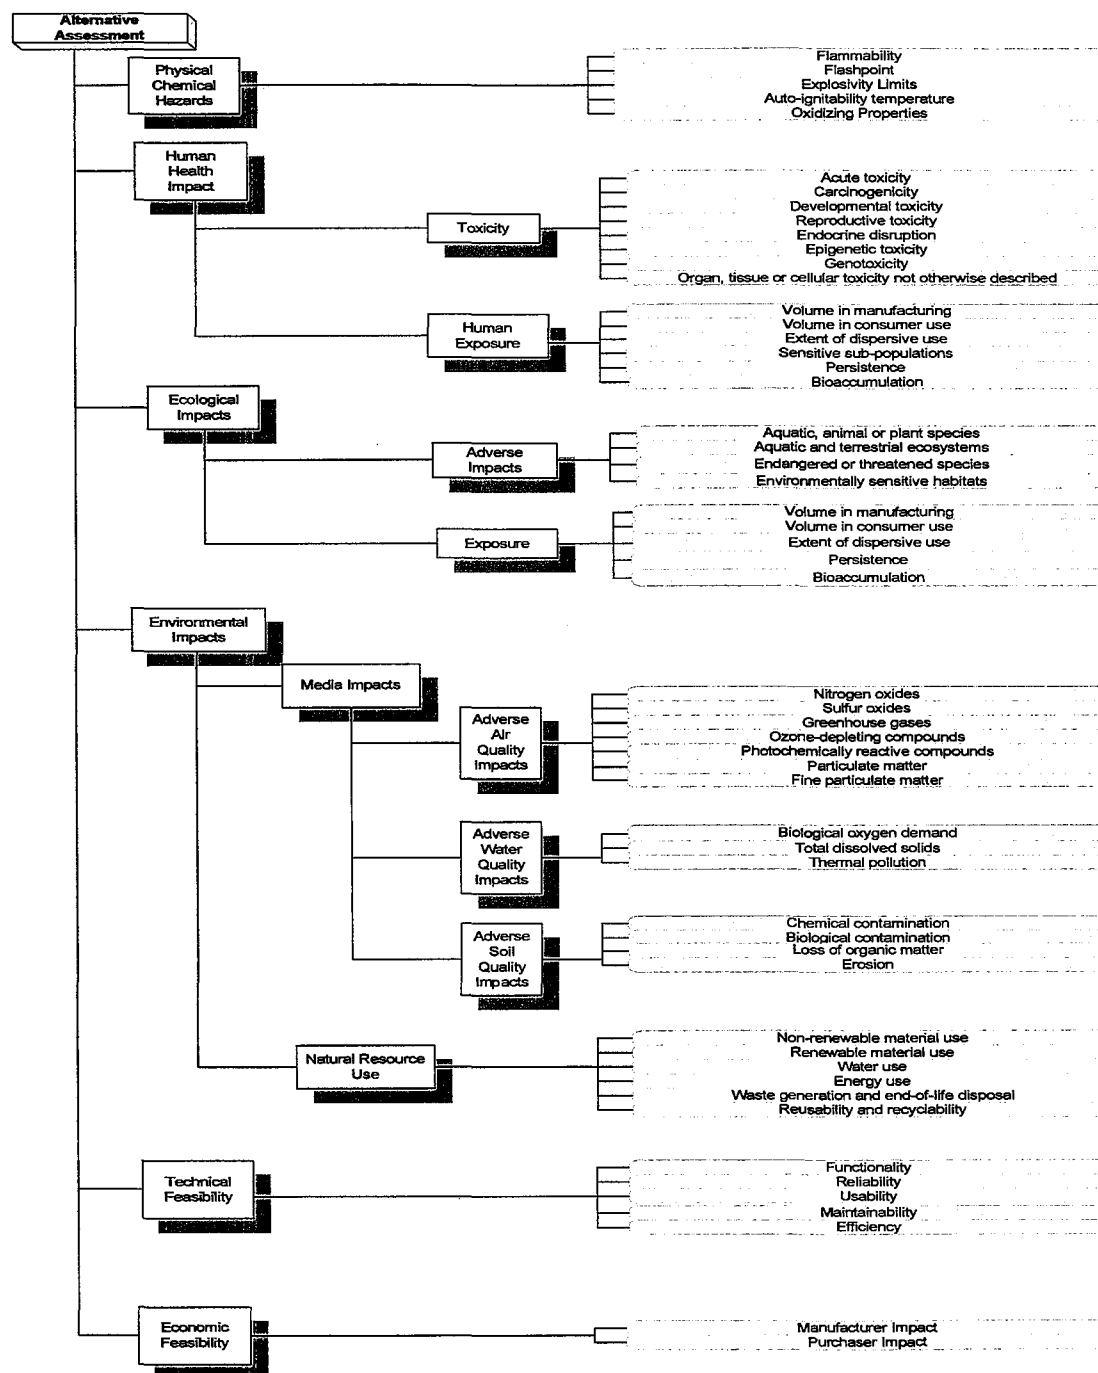 Alternative
Assessment
Physical
Chemical
Hazards
Flammability
Flashpoint
Explosivity Limits
Auto-ignitability temperature
Oxidizing Properties
Human
Health
Impact
Toxicity
Acute toxicity
Carcinogenicity
Developmental toxicity
Reproductive toxicity
Endocrine disruption
Epigenetic toxicity
Genotoxicity
Organ, tissue or cellular toxicity not otherwise described
Human
Exposure
Volume in manufacturing
Volume in consumer use
Extent of dispersive use
Sensitive sub-populations
Persistence
Bioaccumulation
Ecological
Impacts
Adverse
Impacts
Aquatic, animal or plant species
Aquatic and terrestrial ecosystems
Endangered or threatened species
Environmentally sensitive habitats
Exposure
Volume in manufacturing
Volume in consumer use
Extent of dispersive use
Persistence
Bioaccumulation
Environmental
Impacts
Media Impacts
Adverse
Air
Quality
Impacts
Nitrogen oxides
Sulfur oxides
Greenhouse gases
Ozone-depleting compounds
Photochemically reactive compounds
Particulate matter
Fine particulate matter
Adverse
Water
Quality
Impacts
Biological oxygen demand
Total dissolved solids
Thermal pollution
Adverse
Soil
Quality
Impacts
Chemical contamination
Biological contamination
Loss of organic matter
Erosion
Natural Resource
Use
Non-renewable material use
Renewable material use
Water use
Energy use
Waste generation and end-of-life disposal
Reusability and recyclability
Technical
Feasibility
Functionality
Reliability
Usability
Maintainability
Efficiency
Economic
Feasibility
Manufacturer Impact
Purchaser Impact